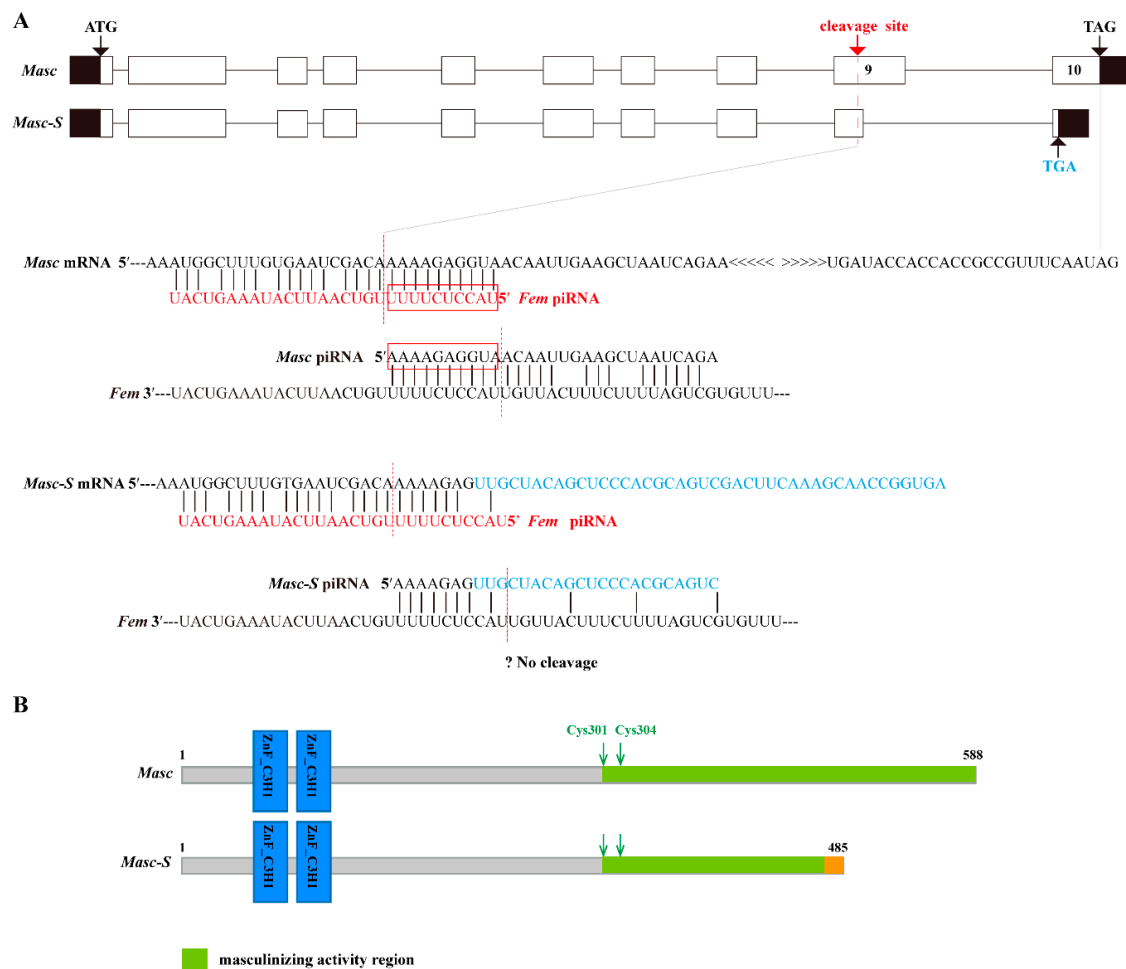 A
ATG
cleavage site
TAG
Masc
9
10
Masc-S
TGA
Masc mRNA 5′---AAAUGGCUUUGUGAAUCGACAAAAAGAGGUAACAAUUGAAGCUAAUCAGAA<<<<< >>>>>UGAUACCACCACCGCCGUUUCAAUAG
UACUGAAAUACUUAACUGUUUUUCUCCAU5′ Fem piRNA
Masc piRNA 5′AAAAGAGGUAACAAUUGAAGCUAAUCAGA
Fem 3′---UACUGAAAUACUUAACUGUUUUUCUCCAUUGUUACUUUCUUUUAGUCGUGUUU---
Masc-S mRNA 5′---AAAUGGCUUUGTGAAUCGACAAAAAGAGUUGCUACAGCUCCCACGCAGUCGACUUCAAAGCAACCGGUGA
UACUGAAAUACUUAACUGUUUUUCUCCAU5` Fem piRNA
Masc-S piRNA 5′AAAAGAGUUGCUACAGCUCCCACGCAGUC
Fem 3′---UACUGAAAUACUUAACUGUUUUUCUCCAUUGUUACUUUCUUUUAGUCGUGUUU---
? No cleavage
B
Cys301 Cys304
1
ZnF_C3H1
ZnF_C3H1
588
Masc
1
ZnF_C3H1
ZnF_C3H1
485
Masc-S
masculinizing activity region